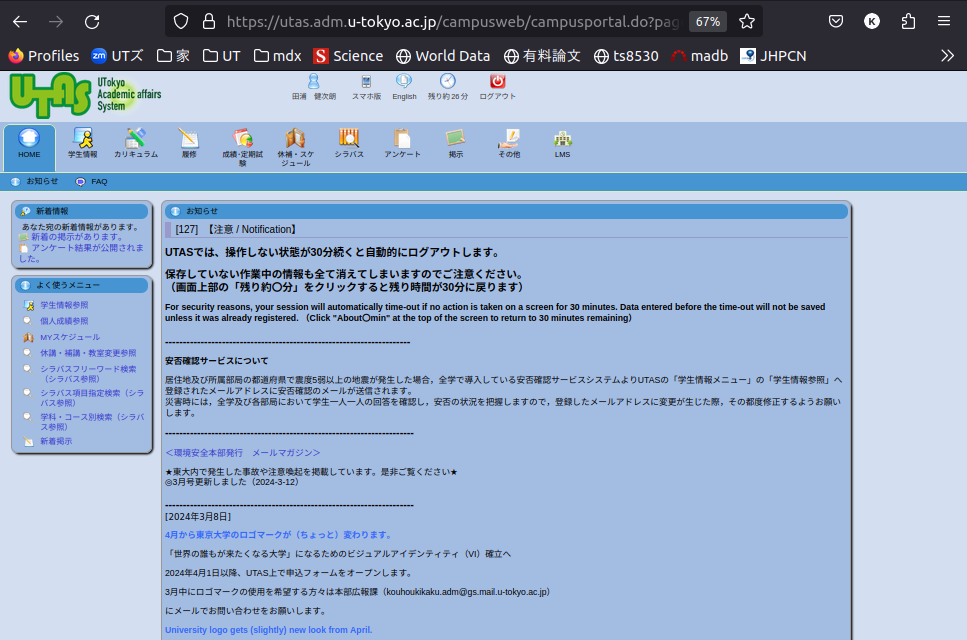 https://utas.adm.u-tokyo.ac.jp/campusweb/campusportal.do?pag
67%
K
Profiles
zm UTズ
家
UT
mdx
S Science
World Data
有料論文
ts8530
madb
JHPCN
UTAS
UTokyo
Academic affairs
System
田浦 健次朗
スマホ版
English
残り約 26 分
ログアウト
HOME
学生情報
カリキュラム
履修
成績・定期試験
休補・スケジュール
シラバス
アンケート
掲示
その他
LMS
お知らせ
FAQ
新着情報
あなた宛の新着情報があります。
新着の掲示があります。
アンケート結果が公開されま
した。
よく使うメニュー
学生情報参照
個人成績参照
MYスケジュール
休講・補講・教室変更参照
シラバスフリーワード検索
（シラバス参照）
シラバス項目指定検索（シラ
バス参照）
学科・コース別検索（シラバ
ス参照）
新着掲示
お知らせ
[127] 【注意 / Notification】
UTASでは、操作しない状態が30分続くと自動的にログアウトします。
保存していない作業中の情報も全て消えてしまいますのでご注意ください。
（画面上部の「残り約〇分」をクリックすると残り時間が30分に戻ります）
For security reasons, your session will automatically time-out if no action is taken on a screen for 30 minutes. Data entered before the time-out will not be saved
unless it was already registered. （Click "About〇min" at the top of the screen to return to 30 minutes remaining）
----------------------------------------------------------------------
安否確認サービスについて
居住地及び所属部局の都道府県で震度5弱以上の地震が発生した場合，全学で導入している安否確認サービスシステムよりUTASの「学生情報メニュー」の「学生情報参照」へ
登録されたメールアドレスに安否確認のメールが送信されます。
災害時には，全学及び各部局において学生一人一人の回答を確認し，安否の状況を把握しますので，登録したメールアドレスに変更が生じた際，その都度修正するようお願い
します。
-----------------------------------------------------------------------
＜環境安全本部発行　メールマガジン＞
★東大内で発生した事故や注意喚起を掲載しています。是非ご覧ください★
◎3月号更新しました（2024-3-12）
-----------------------------------------------------------------------
[2024年3月8日]
4月から東京大学のロゴマークが（ちょっと）変わります。
「世界の誰もが来たくなる大学」になるためのビジュアルアイデンティティ（VI）確立へ
2024年4月1日以降、UTAS上で申込フォームをオープンします。
3月中にロゴマークの使用を希望する方々は本部広報課（kouhoukikaku.adm@gs.mail.u-tokyo.ac.jp）
にメールでお問い合わせをお願いします。
University logo gets (slightly) new look from April.